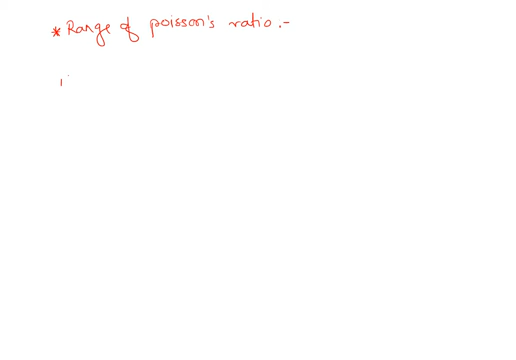 * Range of poisson's ratio :-